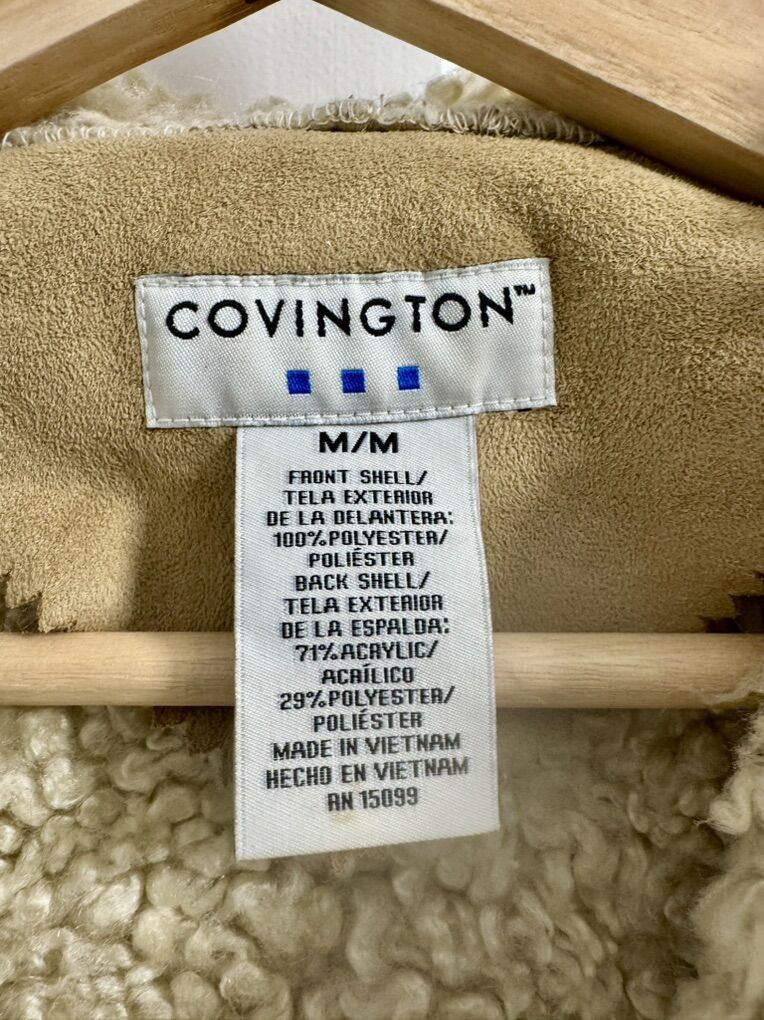 COVINGTON™
M/M
FRONT SHELL/
TELA EXTERIOR
DE LA DELANTERA:
100% POLYESTER/
POLIÉSTER
BACK SHELL/
TELA EXTERIOR
DE LA ESPALDA:
71% ACRYLIC/
ACRÍLICO
29% POLYESTER/
POLIÉSTER
MADE IN VIETNAM
HECHO EN VIETNAM
RN 15099